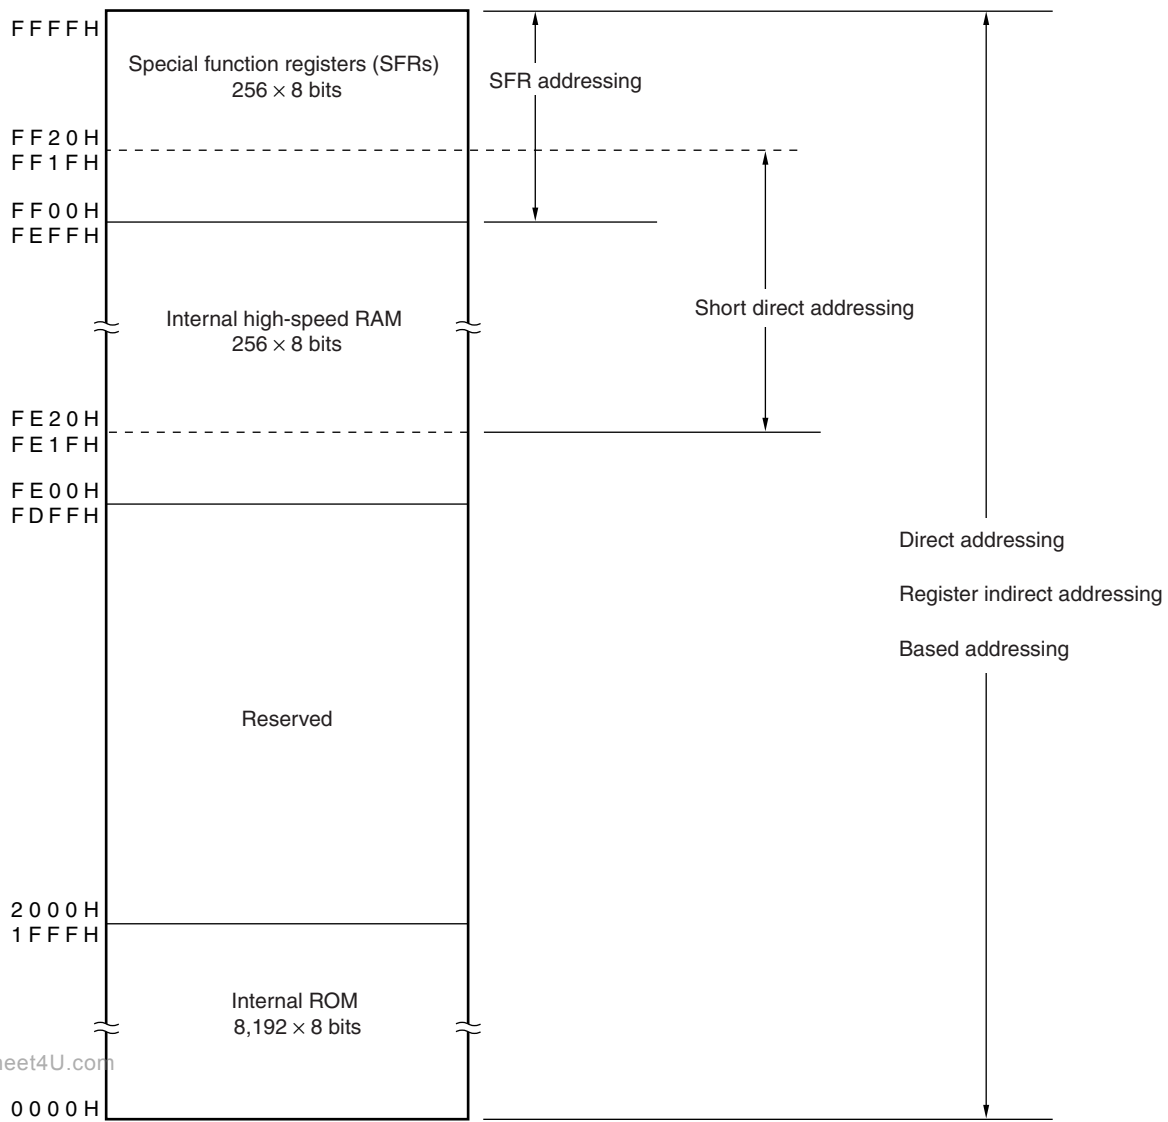 FFFFH
Special function registers (SFRs)
256 × 8 bits
SFR addressing
FF20H
FF1FH
FF00H
FEFFH
Internal high-speed RAM
256 × 8 bits
Short direct addressing
FE20H
FE1FH
FE00H
FDFFH
Direct addressing
Register indirect addressing
Based addressing
Reserved
2000H
1FFFH
Internal ROM
8,192 × 8 bits
heet4U.com
0000H